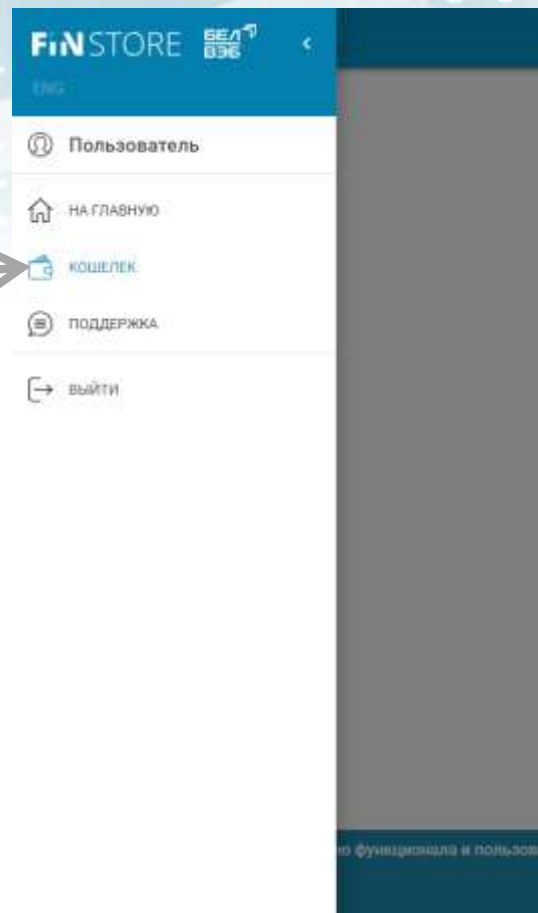 FiNSTORE БЕЛ ВЭБ
ENG
Пользователь
НА ГЛАВНУЮ
КОШЕЛЕК
ПОДДЕРЖКА
ВЫЙТИ
ю функционала и пользов